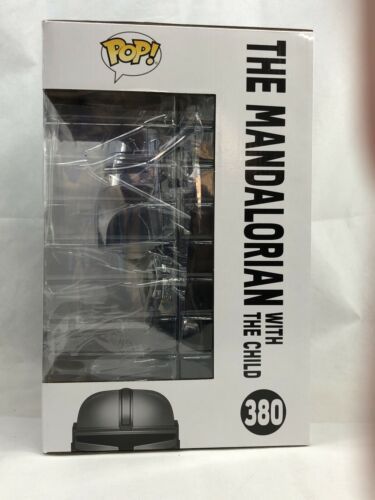 POP!
THE MANDALORIAN
WITH
THE CHILD
380